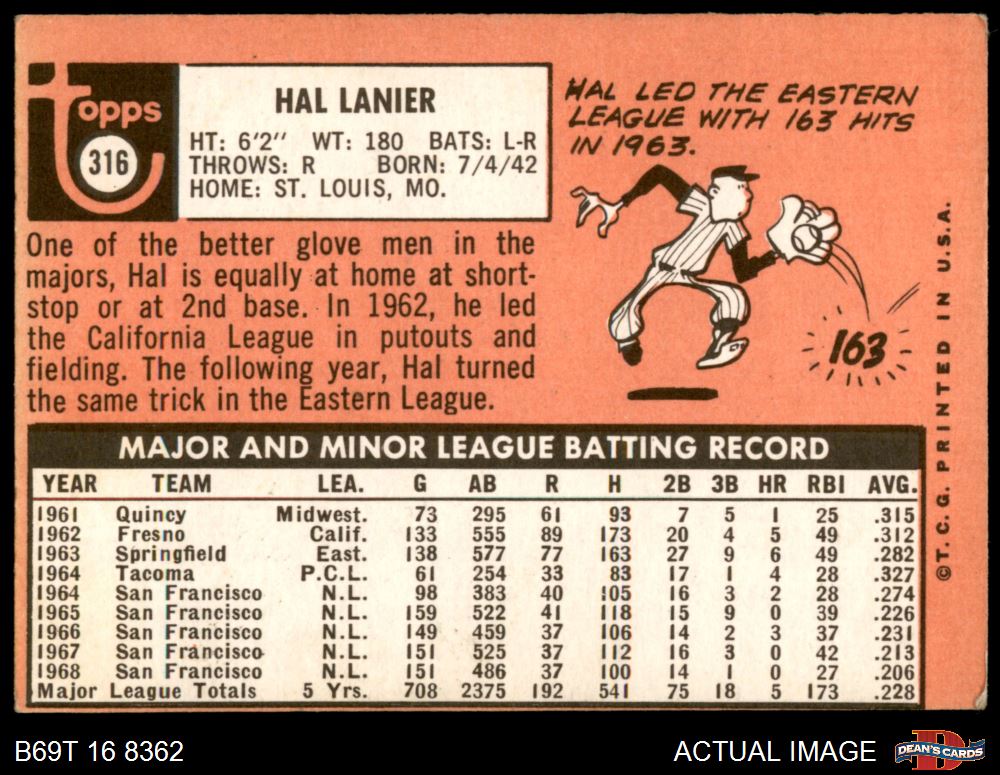 Topps
316
HAL LANIER
HT: 6'2" WT: 180 BATS: L-R
THROWS: R BORN: 7/4/42
HOME: ST. LOUIS, MO.
One of the better glove men in the
majors, Hal is equally at home at short-
stop or at 2nd base. In 1962, he led
the California League in putouts and
fielding. The following year, Hal turned
the same trick in the Eastern League.
HAL LED THE EASTERN
LEAGUE WITH 163 HITS
IN 1963.
163
©T.C.G. PRINTED IN U.S.A.
MAJOR AND MINOR LEAGUE BATTING RECORD
YEAR TEAM LEA. G AB R H 2B 3B HR RBI AVG.
1961 Quincy Midwest. 73 295 61 93 7 5 1 25 .315
1962 Fresno Calif. 133 555 89 173 20 4 5 49 .312
1963 Springfield East. 138 577 77 163 27 9 6 49 .282
1964 Tacoma P.C.L. 61 254 33 83 17 1 4 28 .327
1964 San Francisco N.L. 98 383 40 105 16 3 2 28 .274
1965 San Francisco N.L. 159 522 41 118 15 9 0 39 .226
1966 San Francisco N.L. 149 459 37 106 14 2 3 37 .231
1967 San Francisco N.L. 151 525 37 112 16 3 0 42 .213
1968 San Francisco N.L. 151 486 37 100 14 1 0 27 .206
Major League Totals 5 Yrs. 708 2375 192 541 75 18 5 173 .228
B69T 16 8362
ACTUAL IMAGE
DEAN'S CARDS